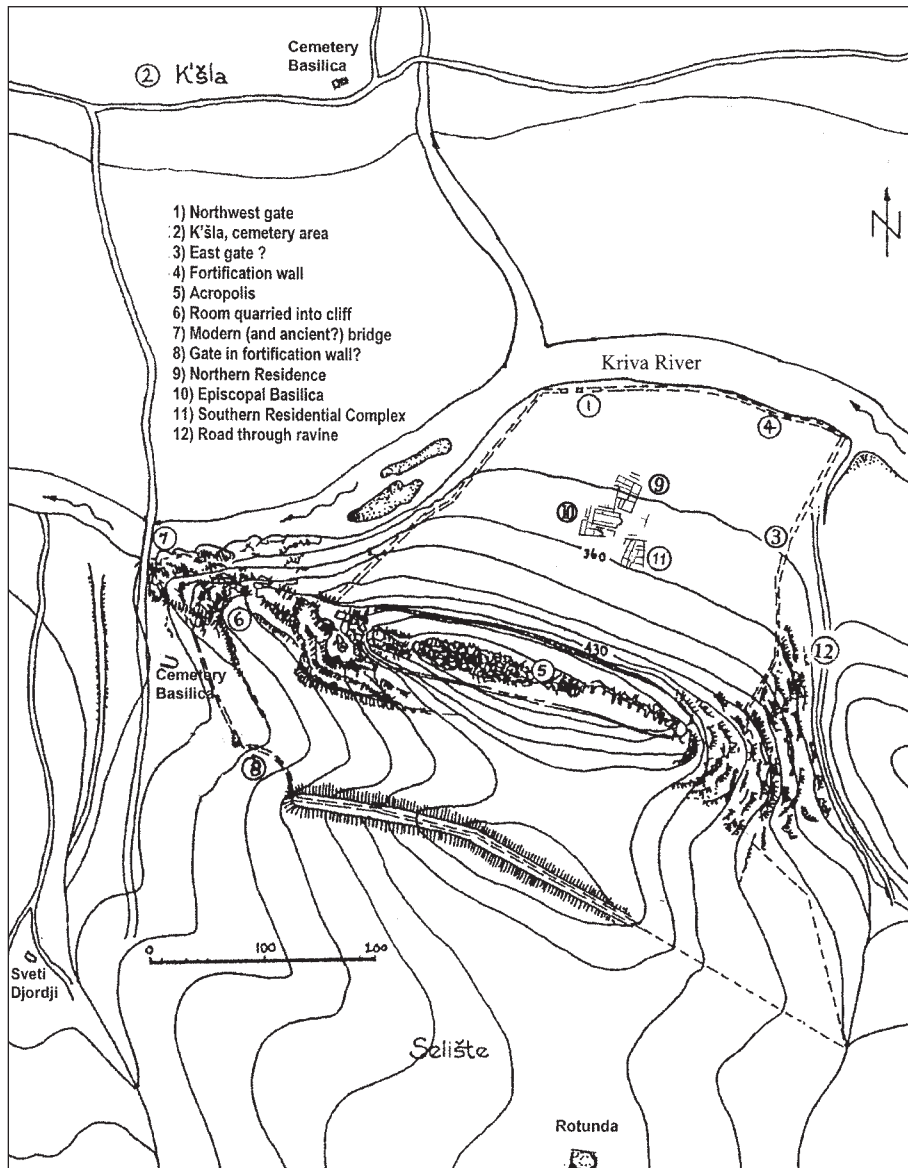 Cemetery
Basilica
② K'šla
1) Northwest gate
2) K'šla, cemetery area
3) East gate ?
4) Fortification wall
5) Acropolis
6) Room quarried into cliff
7) Modern (and ancient?) bridge
8) Gate in fortification wall?
9) Northern Residence
10) Episcopal Basilica
11) Southern Residential Complex
12) Road through ravine
N
Kriva River
①
④
⑨
⑩
③
⑦
360
⑪
⑥
430
⑫
⑤
Cemetery
Basilica
⑧
0 100 200
Sveti
Djordji
Selište
Rotunda